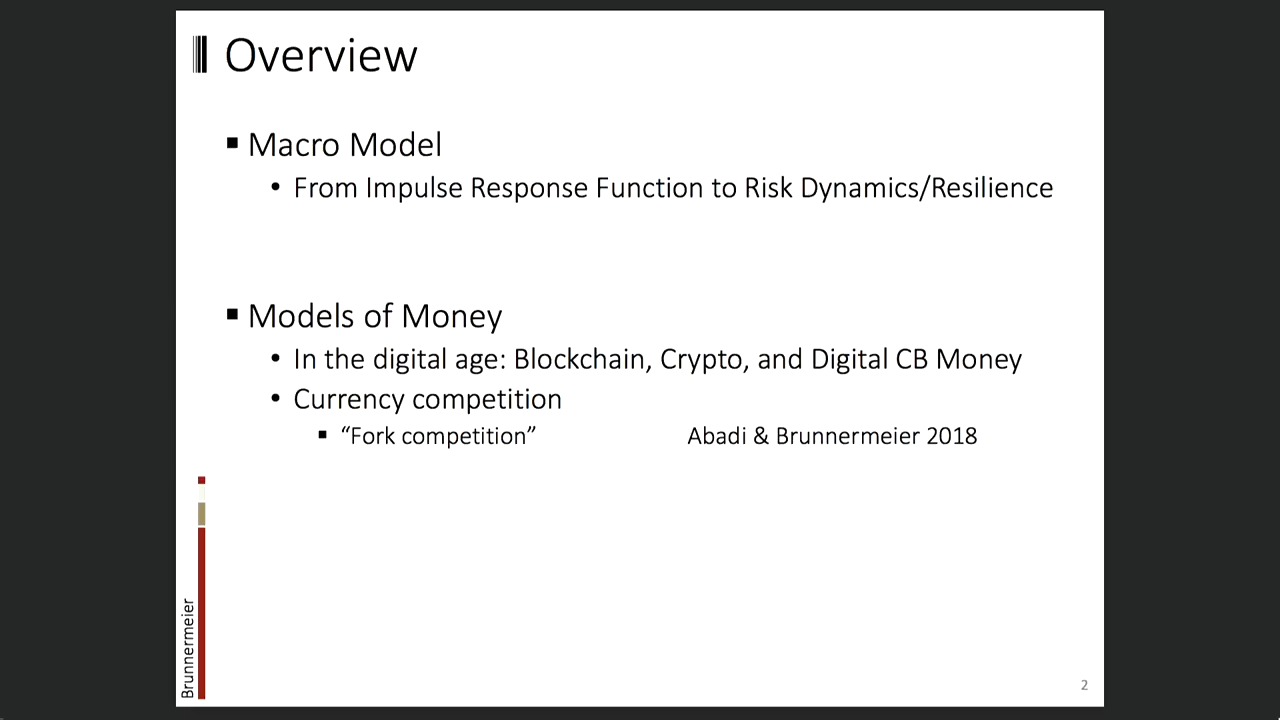 Overview
Macro Model
From Impulse Response Function to Risk Dynamics/Resilience
Models of Money
In the digital age: Blockchain, Crypto, and Digital CB Money
Currency competition
“Fork competition” Abadi & Brunnermeier 2018
Brunnermeier
2